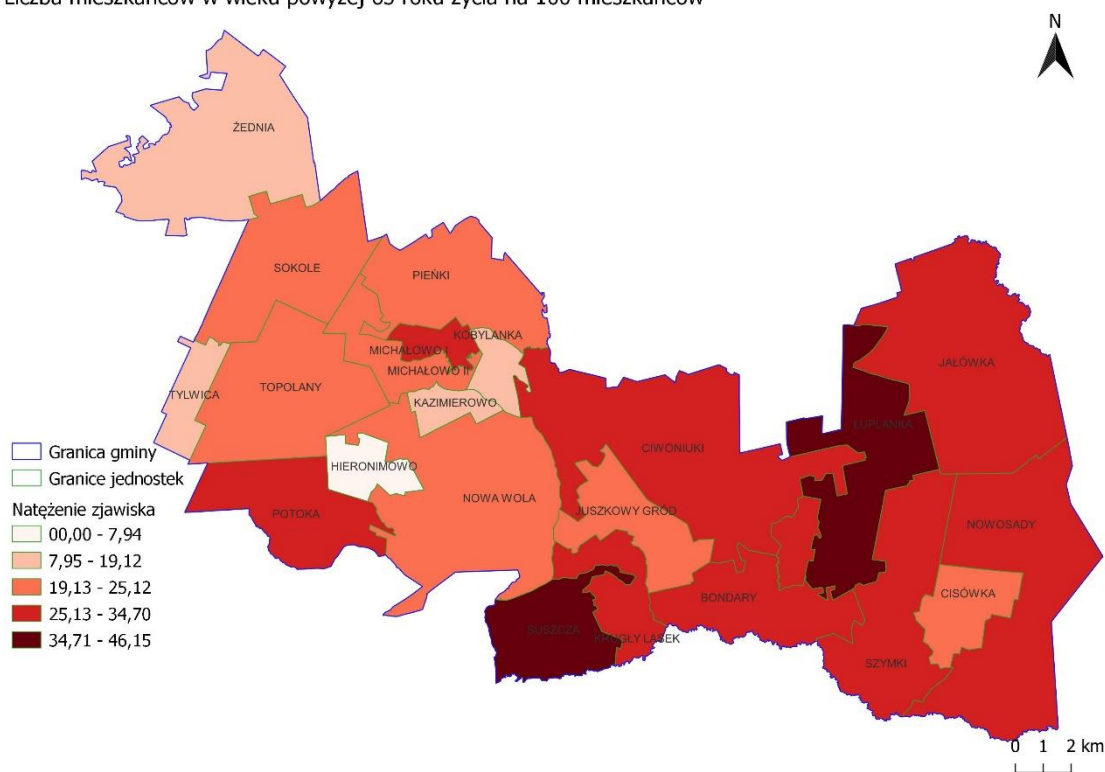 Liczba mieszkańców w wieku powyżej 65 roku życia na 100 mieszkańców
N
ŻEDNIA
SOKOLE
PIEŃKI
KOBYLANKA
MICHAŁOWO I
MICHAŁOWO II
JAŁÓWKA
TYLWICA
TOPOLANY
KAZIMIEROWO
ŁUPLANKA
CIWONIUKI
HIERONIMOWO
NOWA WOLA
POTOKA
JUSZKOWY GRÓD
NOWOSADY
CISÓWKA
BONDARY
SUSZCZA
KRUGŁY LASEK
SZYMKI
Granica gminy
Granice jednostek
Natężenie zjawiska
00,00 - 7,94
7,95 - 19,12
19,13 - 25,12
25,13 - 34,70
34,71 - 46,15
0 1 2 km